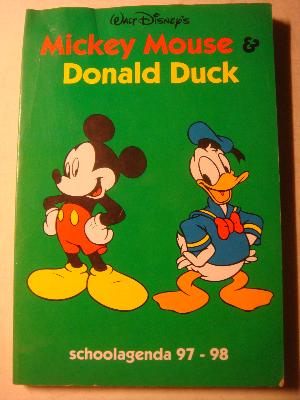 Walt Disney's
Mickey Mouse &
Donald Duck
schoolagenda 97 - 98